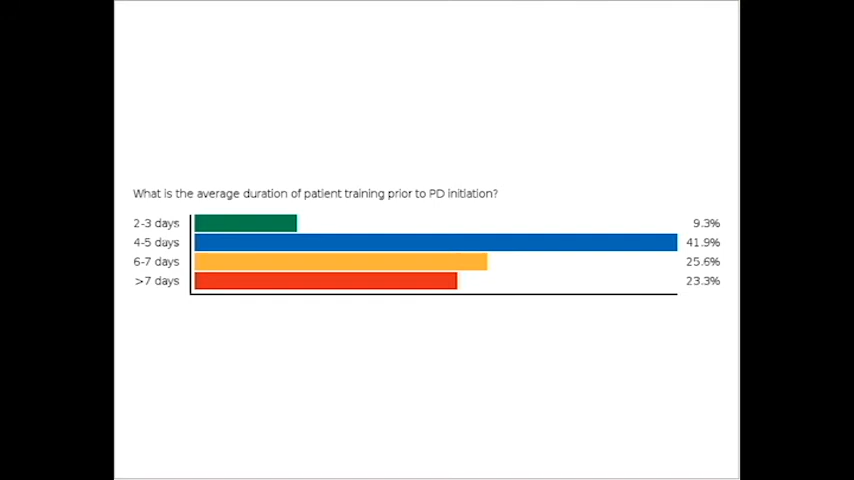 What is the average duration of patient training prior to PD initiation?
2-3 days 9.3%
4-5 days 41.9%
6-7 days 25.6%
>7 days 23.3%